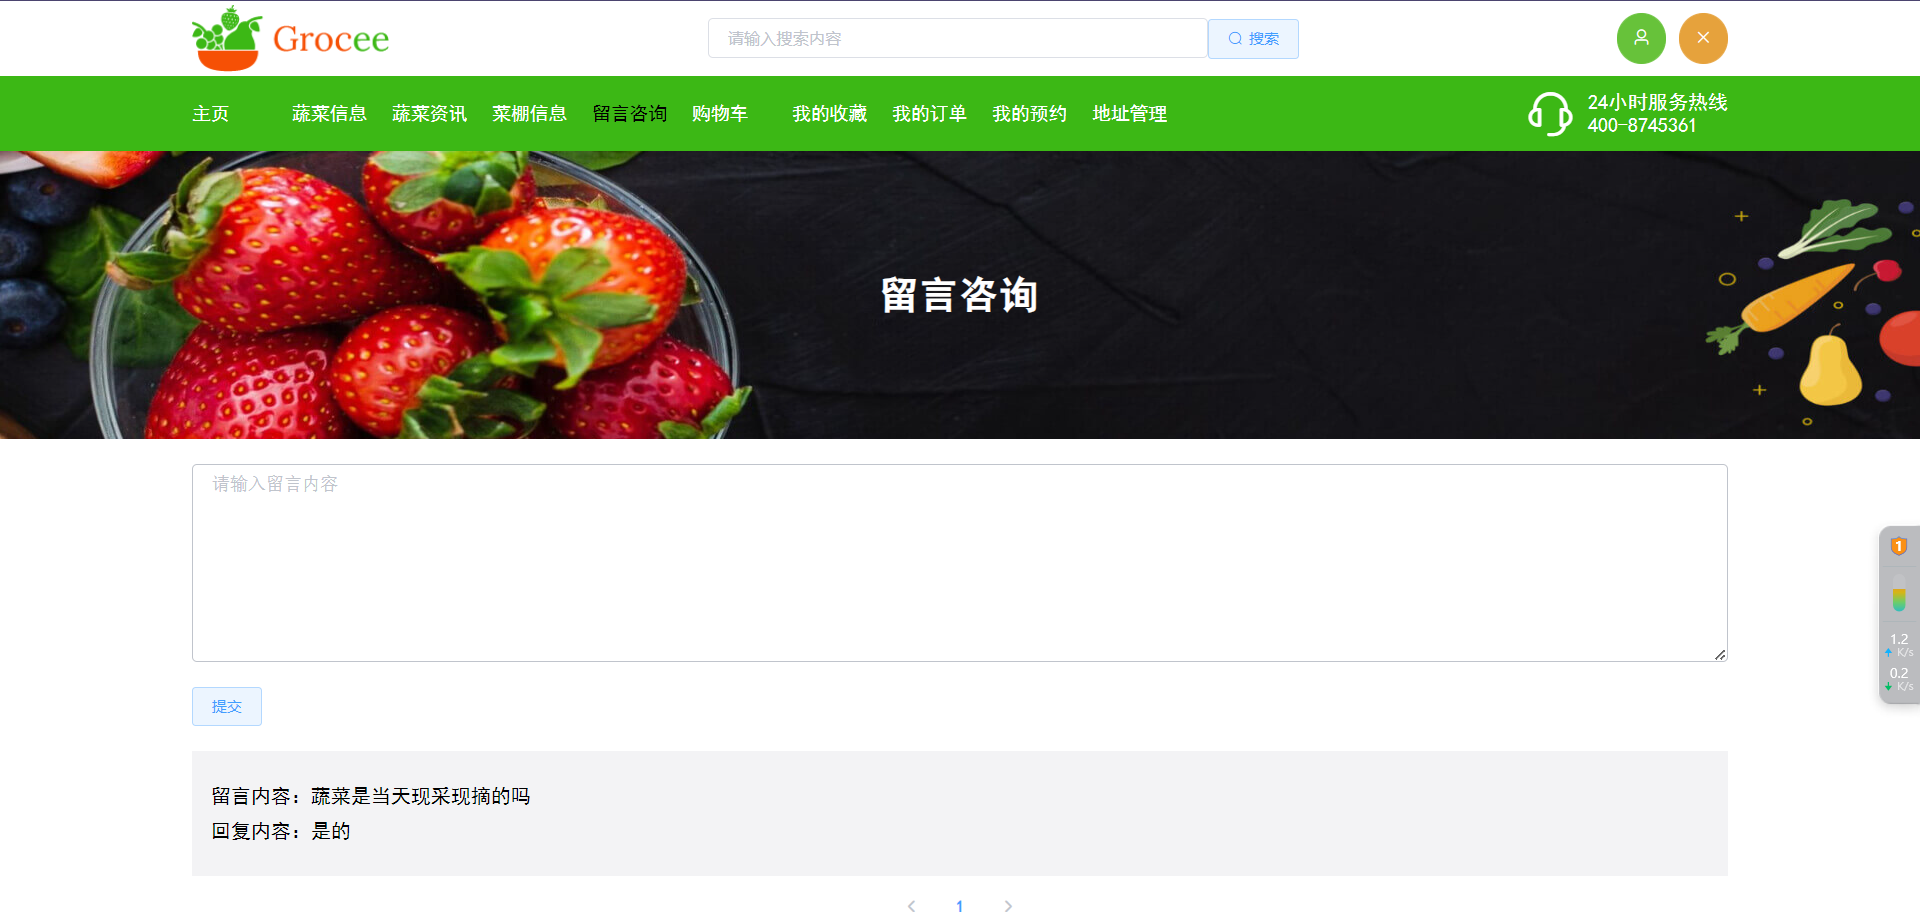 Grocee
请输入搜索内容
搜索
主页 蔬菜信息 蔬菜资讯 菜棚信息 留言咨询 购物车 我的收藏 我的订单 我的预约 地址管理
24小时服务热线
400-8745361
留言咨询
请输入留言内容
1
1.2
K/s
0.2
K/s
提交
留言内容：蔬菜是当天现采现摘的吗
回复内容：是的
1